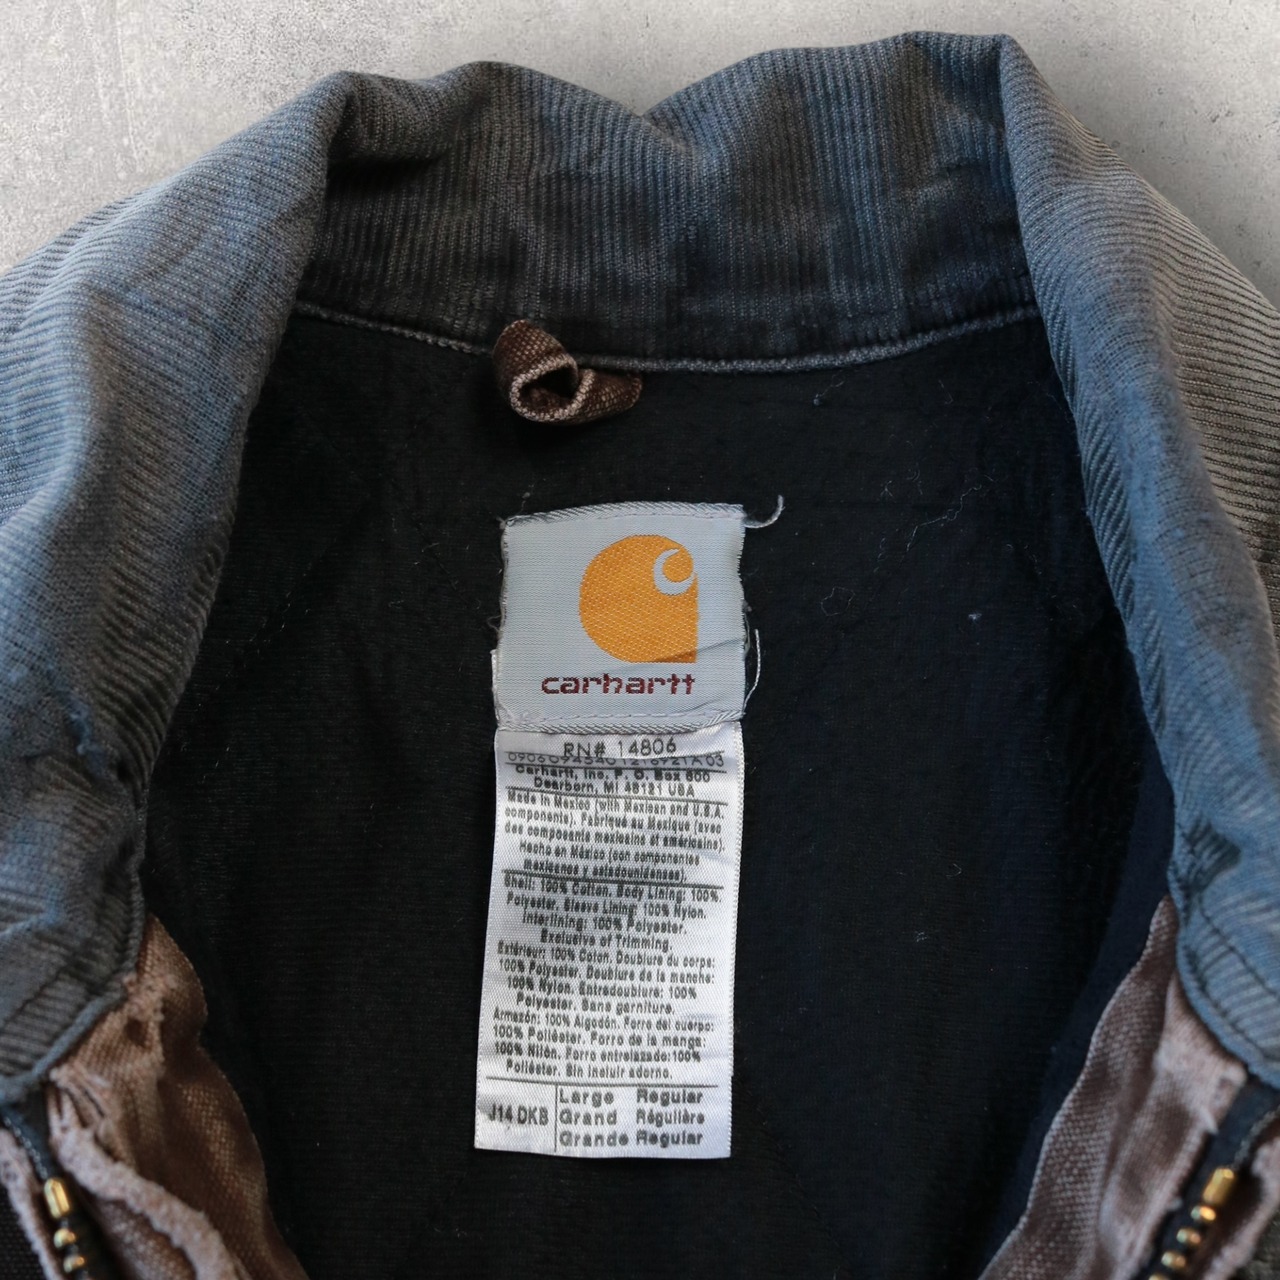 carhartt
RN# 14806
Carhartt, Inc. P. O. Box 600
Dearborn, MI 48121 USA
Made in Mexico (with Mexican and U.S.A.
components). Fabriqué au Mexique (avec
des composants mexicains et américains).
Hecho en México (con componentes
mexicanos y estadounidenses).
Shell: 100% Cotton. Body Lining: 100%
Polyester. Sleeve Lining: 100% Nylon.
Interlining: 100% Polyester.
Exclusive of Trimming.
Extérieur: 100% Coton. Doublure du corps:
100% Polyester. Doublure de la manche:
100% Nylon. Entredoublure: 100%
Polyester. Sans garniture.
Armazón: 100% Algodón. Forro del cuerpo:
100% Poliéster. Forro de la manga:
100% Nilón. Forro entrelazado:100%
Poliéster. Sin incluir adorno.
J14 DKB
Large Regular
Grand Régulière
Grande Regular